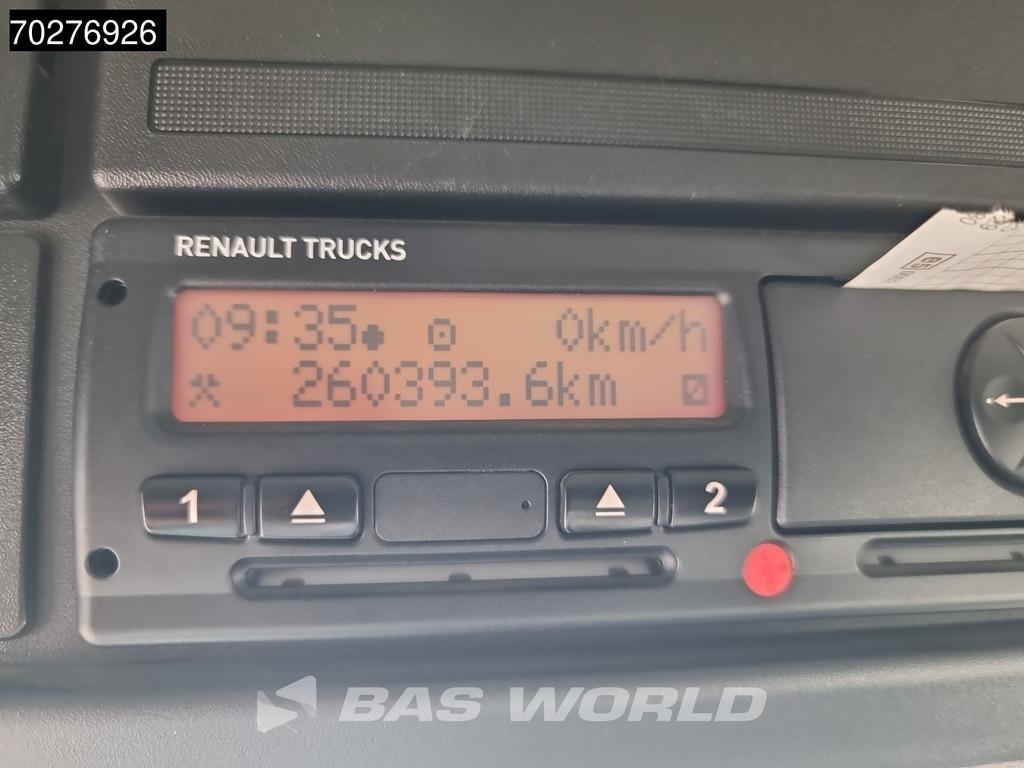 70276926
RENAULT TRUCKS
09:35 0km/h
260393.6km
1 2
BAS WORLD